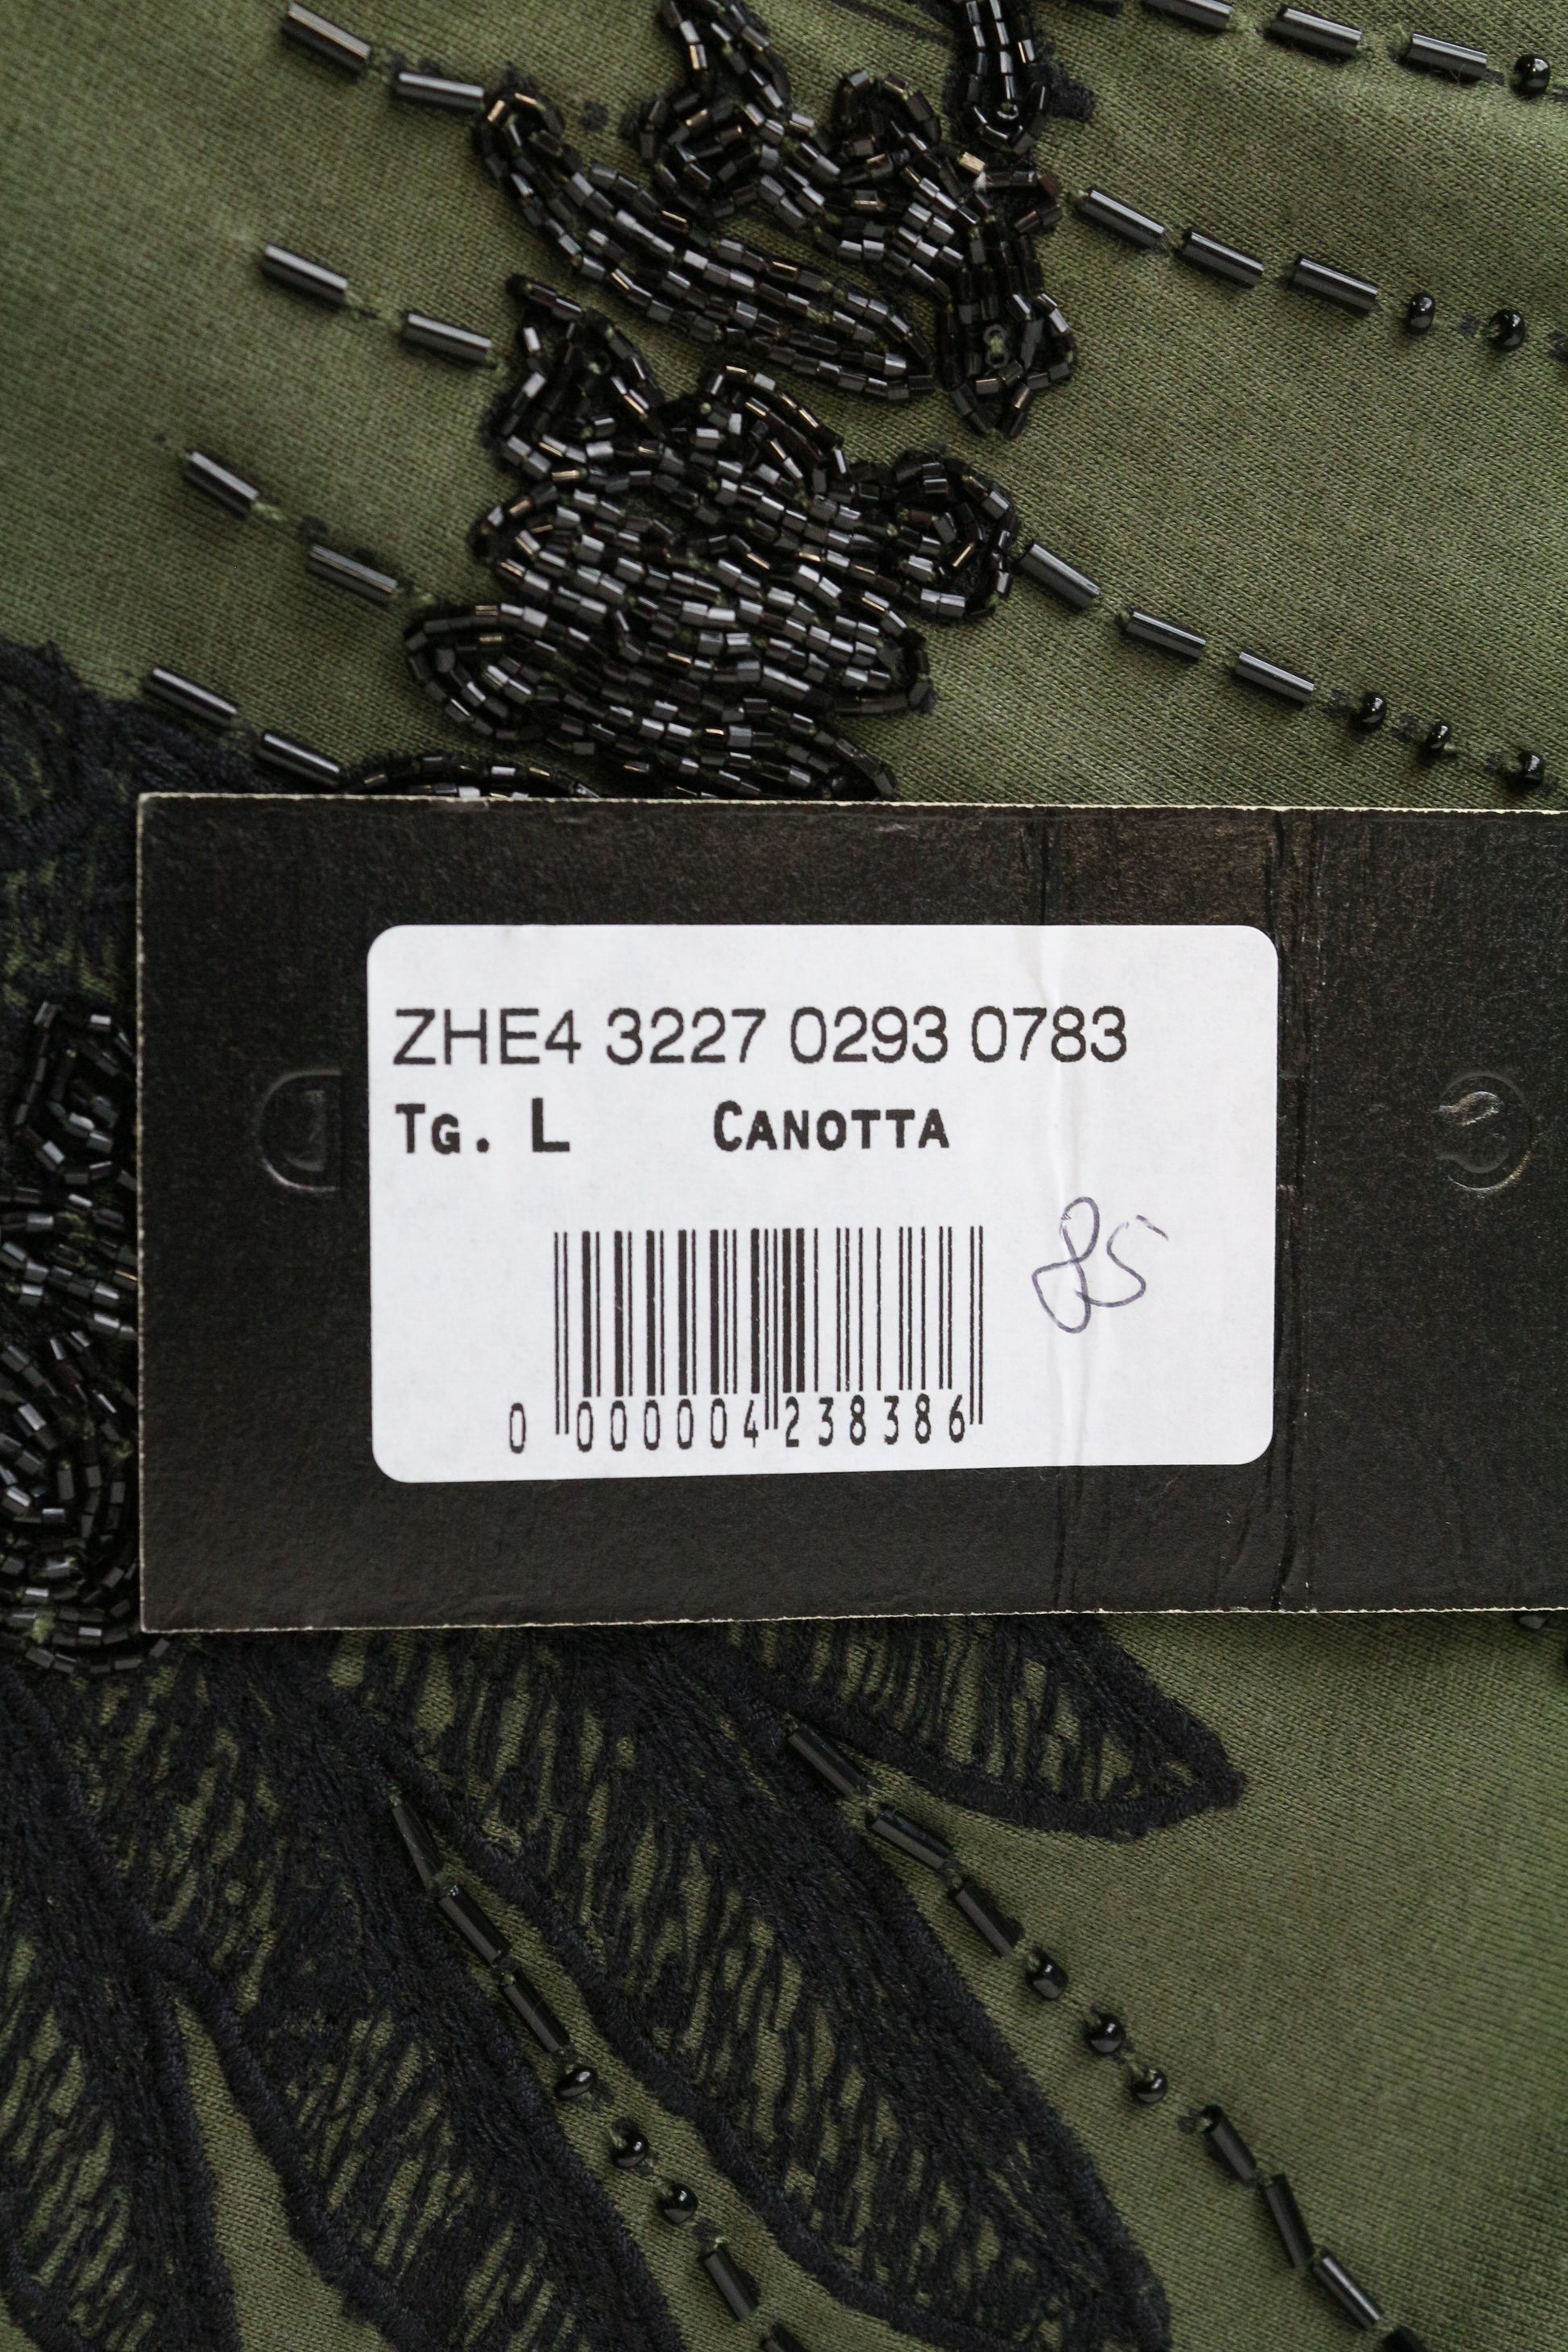 ZHE4 3227 0293 0783
TG. L CANOTTA
85
0 000004 238386